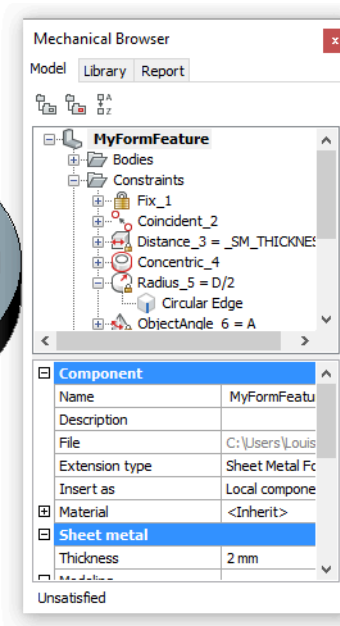 Mechanical Browser x
Model Library Report
A
Z
MyFormFeature
Bodies
Constraints
Fix_1
Coincident_2
Distance_3 = _SM_THICKNES
Concentric_4
Radius_5 = D/2
Circular Edge
ObjectAngle_6 = A
Component
Name MyFormFeatu
Description
File C:\Users\Louis
Extension type Sheet Metal Fo
Insert as Local compone
Material <Inherit>
Sheet metal
Thickness 2 mm
Modeling
Unsatisfied